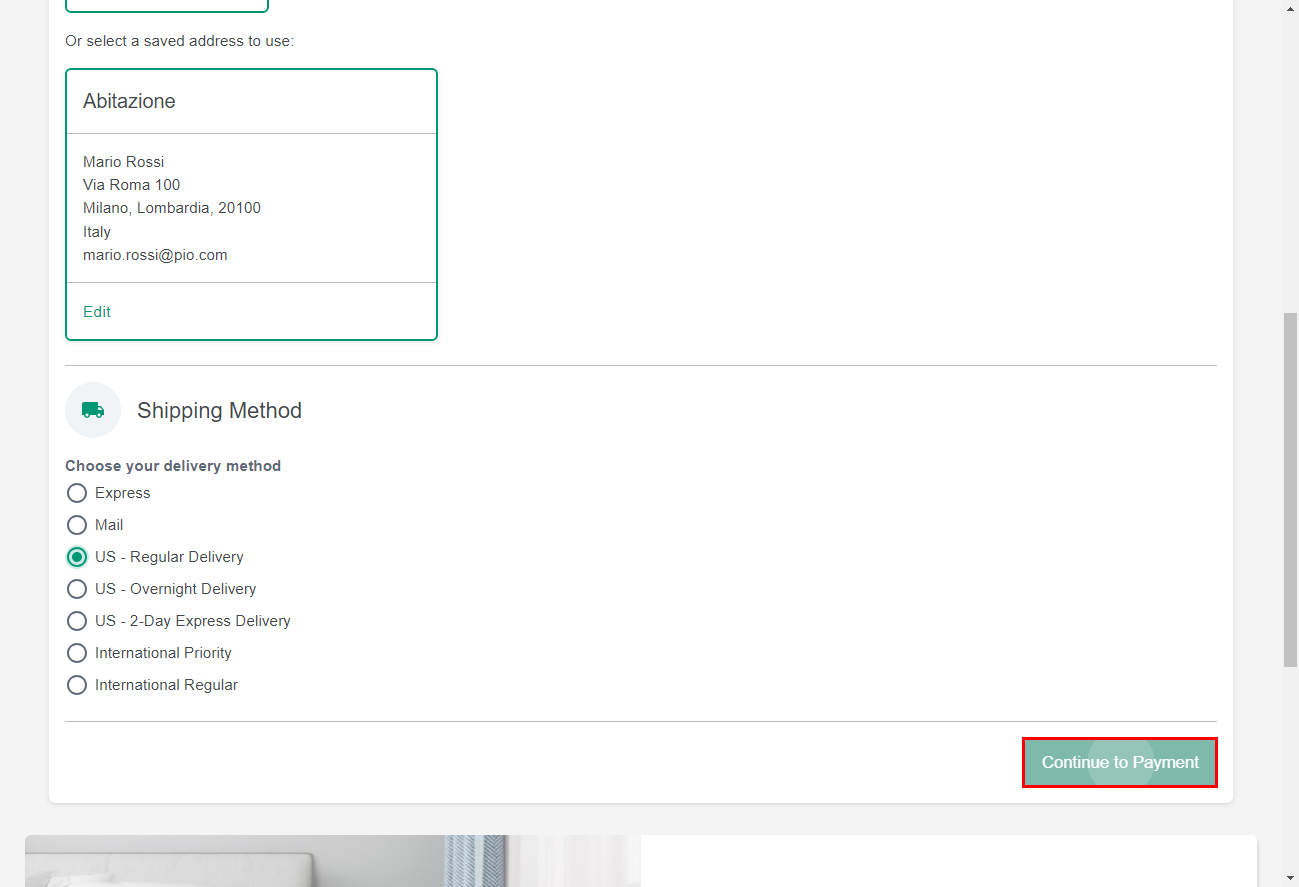 Or select a saved address to use:
Abitazione
Mario Rossi
Via Roma 100
Milano, Lombardia, 20100
Italy
mario.rossi@pio.com
Edit
Shipping Method
Choose your delivery method
Express
Mail
US - Regular Delivery
US - Overnight Delivery
US - 2-Day Express Delivery
International Priority
International Regular
Continue to Payment